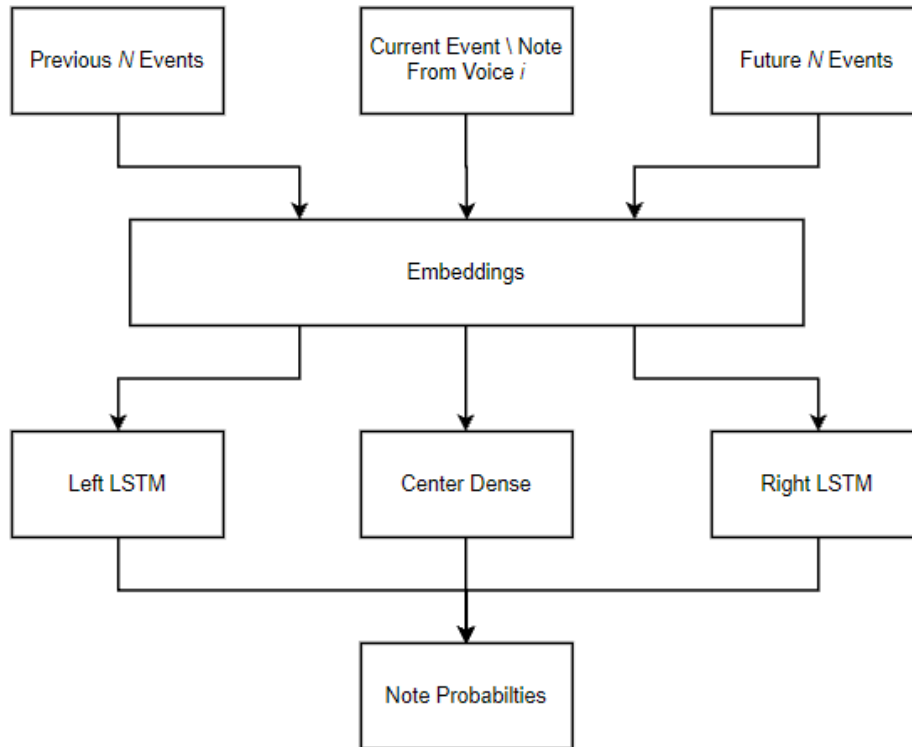 Previous N Events
Current Event \ Note
From Voice i
Future N Events
Embeddings
Left LSTM
Center Dense
Right LSTM
Note Probabilties